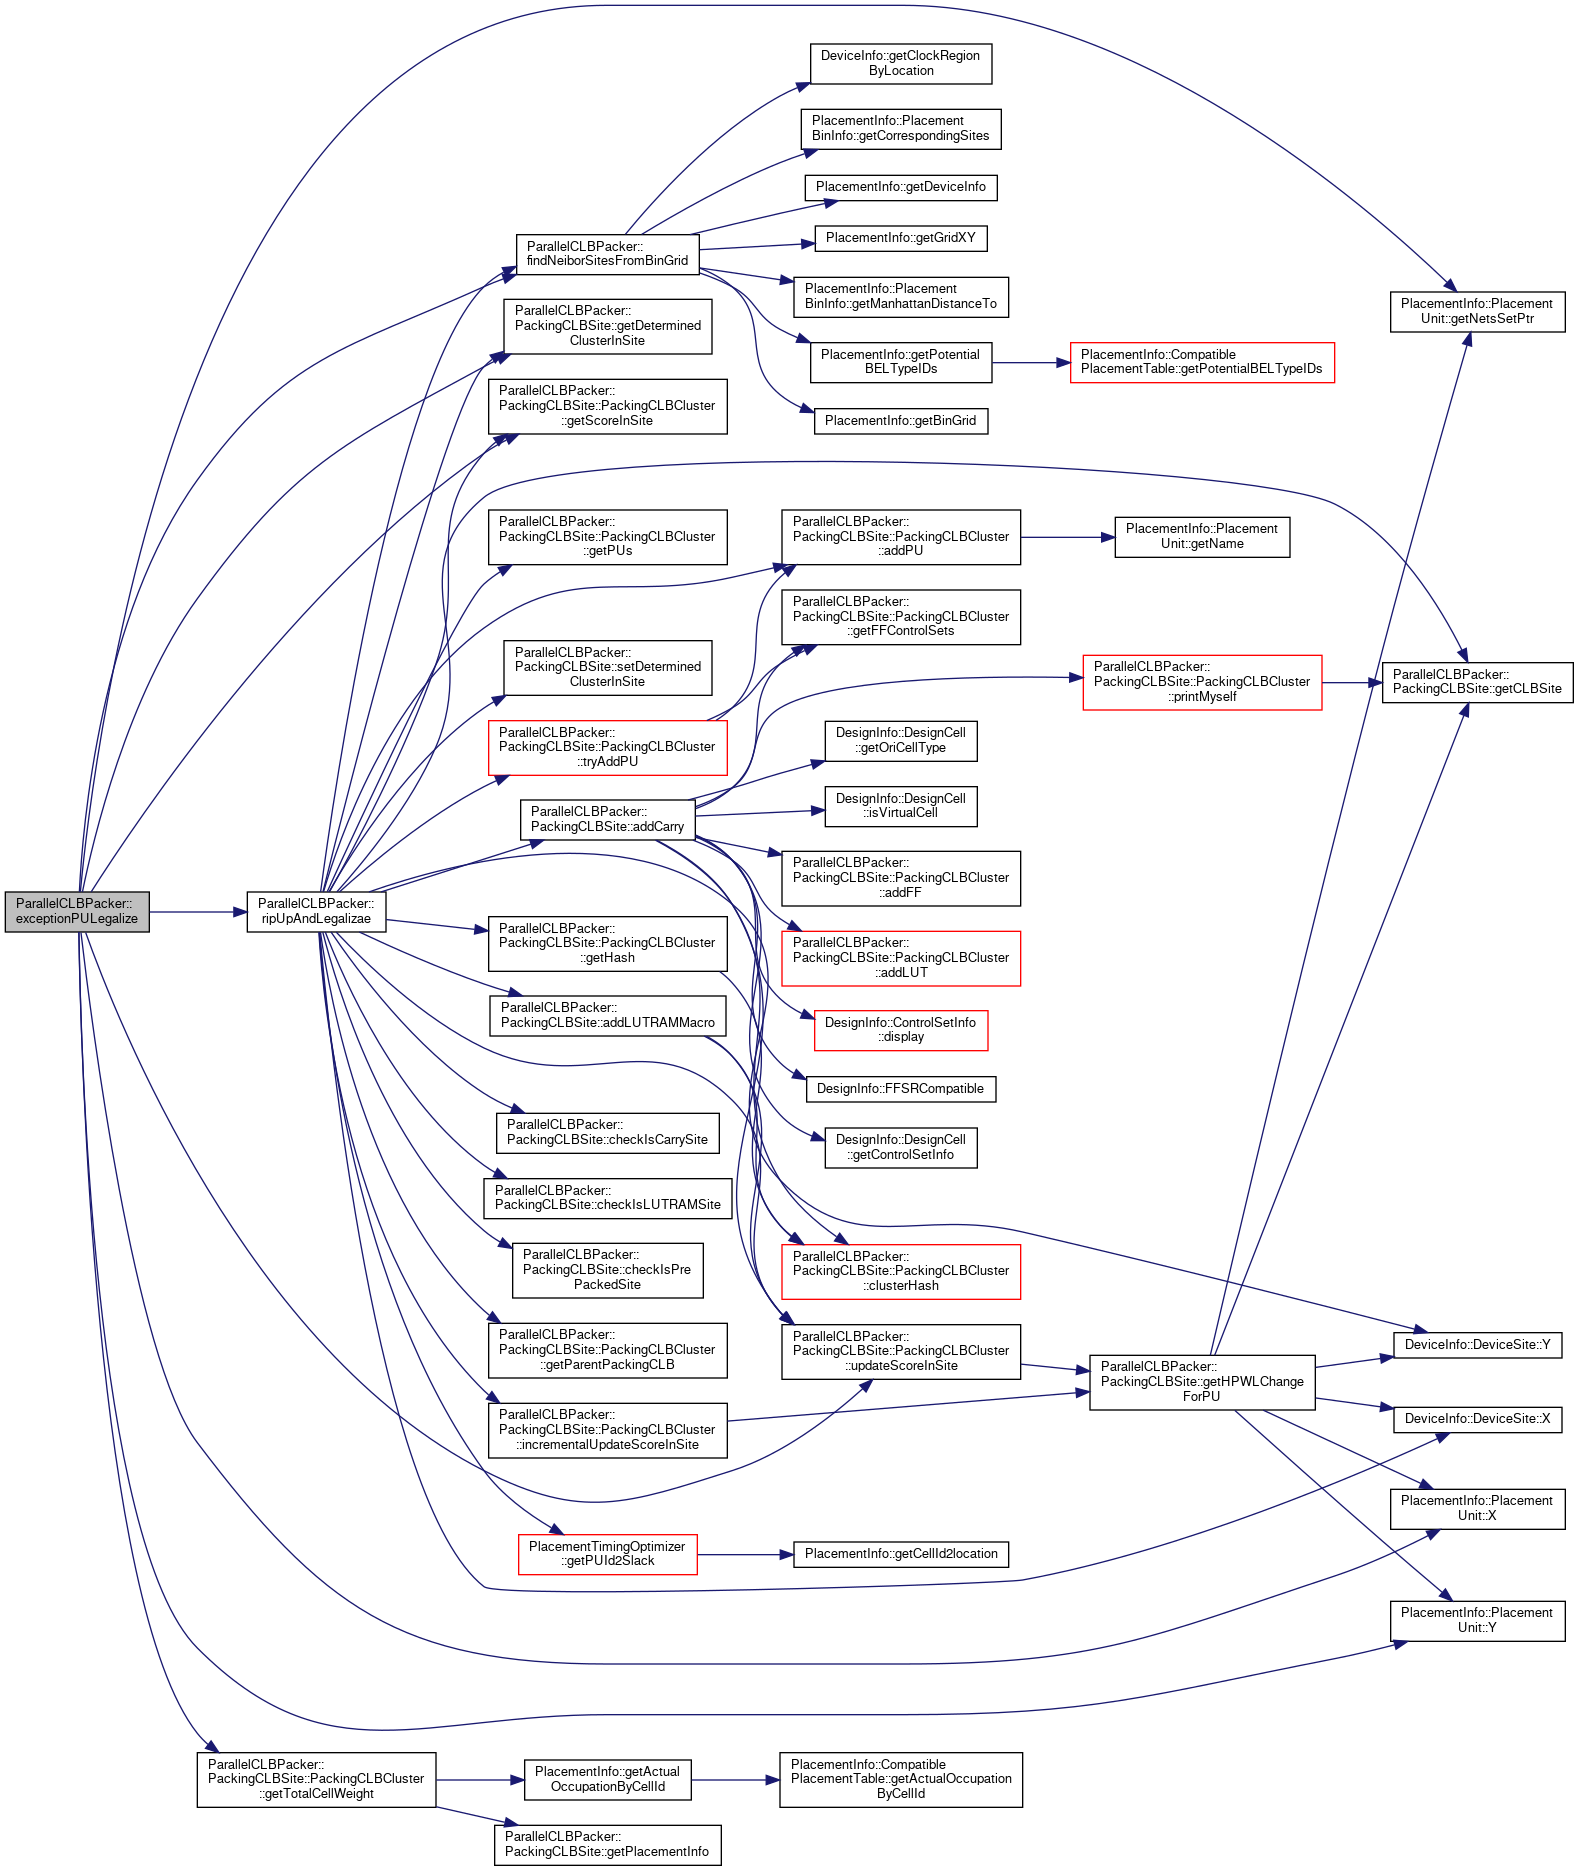 ParallelCLBPacker::
exceptionPULegalize
ParallelCLBPacker::
findNeiborSitesFromBinGrid
DeviceInfo::getClockRegion
ByLocation
PlacementInfo::Placement
BinInfo::getCorrespondingSites
PlacementInfo::getDeviceInfo
PlacementInfo::getGridXY
PlacementInfo::Placement
BinInfo::getManhattanDistanceTo
PlacementInfo::getPotential
BELTypeIDs
PlacementInfo::Compatible
PlacementTable::getPotentialBELTypeIDs
PlacementInfo::getBinGrid
PlacementInfo::Placement
Unit::getNetsSetPtr
ParallelCLBPacker::
PackingCLBSite::getDetermined
ClusterInSite
ParallelCLBPacker::
PackingCLBSite::PackingCLBCluster
::getScoreInSite
ParallelCLBPacker::
PackingCLBSite::PackingCLBCluster
::getPUs
ParallelCLBPacker::
PackingCLBSite::PackingCLBCluster
::addPU
PlacementInfo::Placement
Unit::getName
ParallelCLBPacker::
PackingCLBSite::PackingCLBCluster
::getFFControlSets
ParallelCLBPacker::
PackingCLBSite::setDetermined
ClusterInSite
ParallelCLBPacker::
PackingCLBSite::PackingCLBCluster
::printMyself
ParallelCLBPacker::
PackingCLBSite::getCLBSite
ParallelCLBPacker::
PackingCLBSite::PackingCLBCluster
::tryAddPU
DesignInfo::DesignCell
::getOriCellType
ParallelCLBPacker::
PackingCLBSite::addCarry
DesignInfo::DesignCell
::isVirtualCell
ParallelCLBPacker::
PackingCLBSite::PackingCLBCluster
::addFF
ParallelCLBPacker::
ripUpAndLegalizae
ParallelCLBPacker::
PackingCLBSite::PackingCLBCluster
::getHash
ParallelCLBPacker::
PackingCLBSite::PackingCLBCluster
::addLUT
ParallelCLBPacker::
PackingCLBSite::addLUTRAMMacro
DesignInfo::ControlSetInfo
::display
DesignInfo::FFSRCompatible
ParallelCLBPacker::
PackingCLBSite::checkIsCarrySite
DesignInfo::DesignCell
::getControlSetInfo
ParallelCLBPacker::
PackingCLBSite::checkIsLUTRAMSite
ParallelCLBPacker::
PackingCLBSite::checkIsPre
PackedSite
ParallelCLBPacker::
PackingCLBSite::PackingCLBCluster
::clusterHash
ParallelCLBPacker::
PackingCLBSite::PackingCLBCluster
::getParentPackingCLB
ParallelCLBPacker::
PackingCLBSite::PackingCLBCluster
::updateScoreInSite
ParallelCLBPacker::
PackingCLBSite::getHPWLChange
ForPU
DeviceInfo::DeviceSite::Y
DeviceInfo::DeviceSite::X
ParallelCLBPacker::
PackingCLBSite::PackingCLBCluster
::incrementalUpdateScoreInSite
PlacementInfo::Placement
Unit::X
PlacementTimingOptimizer
::getPUId2Slack
PlacementInfo::getCellId2location
PlacementInfo::Placement
Unit::Y
ParallelCLBPacker::
PackingCLBSite::PackingCLBCluster
::getTotalCellWeight
PlacementInfo::getActual
OccupationByCellId
PlacementInfo::Compatible
PlacementTable::getActualOccupation
ByCellId
ParallelCLBPacker::
PackingCLBSite::getPlacementInfo